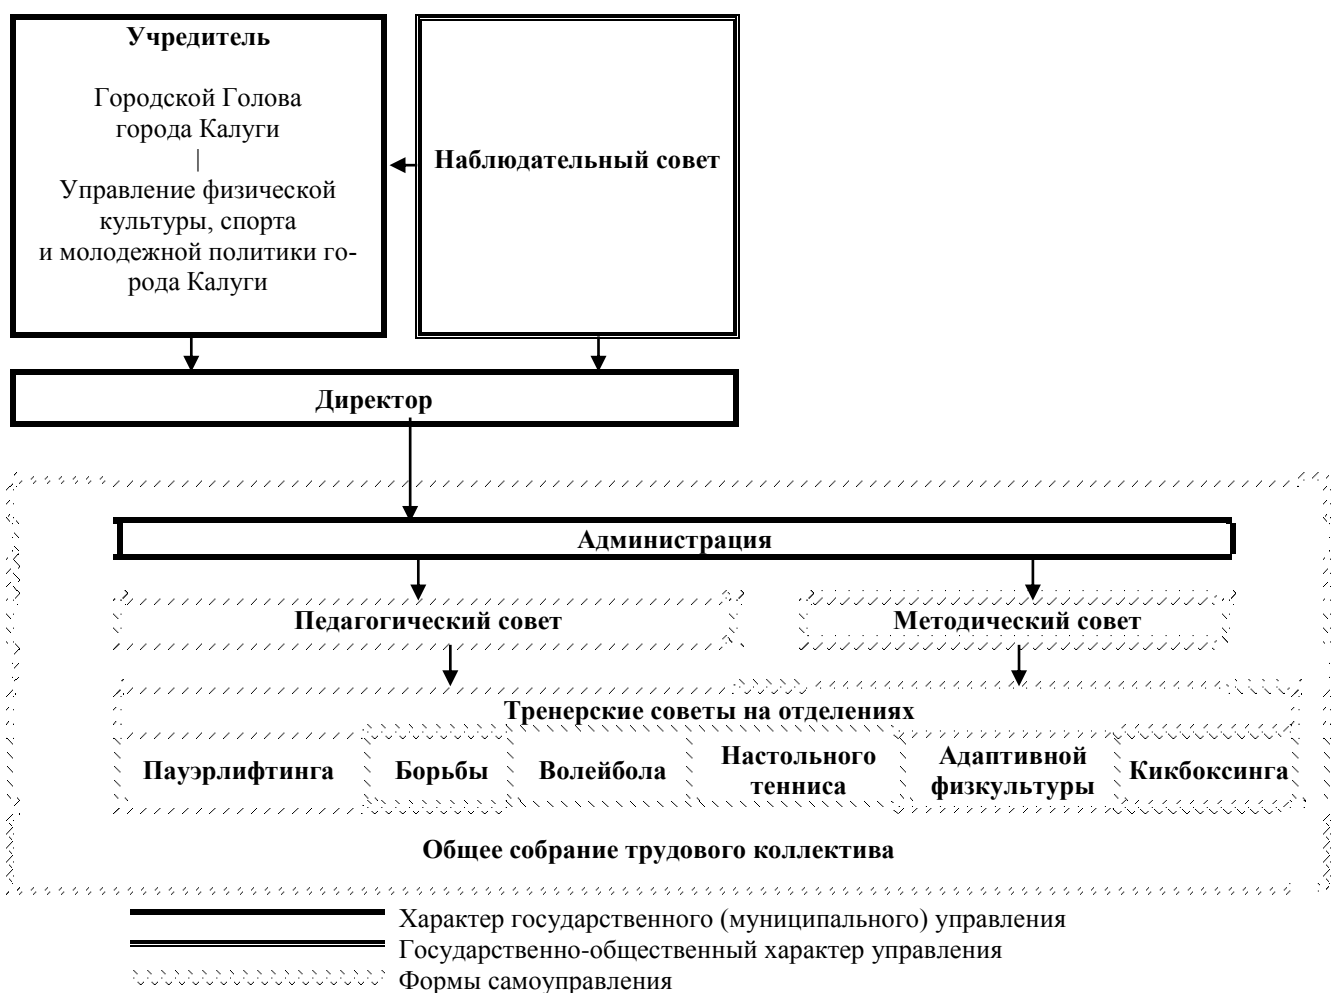 Учредитель
Городской Голова
города Калуги
|
Управление физической
культуры, спорта
и молодежной политики го-
рода Калуги
Наблюдательный совет
Директор
Администрация
Педагогический совет
Методический совет
Тренерские советы на отделениях
Пауэрлифтинга
Борьбы
Волейбола
Настольного
тенниса
Адаптивной
физкультуры
Кикбоксинга
Общее собрание трудового коллектива
Характер государственного (муниципального) управления
Государственно-общественный характер управления
Формы самоуправления